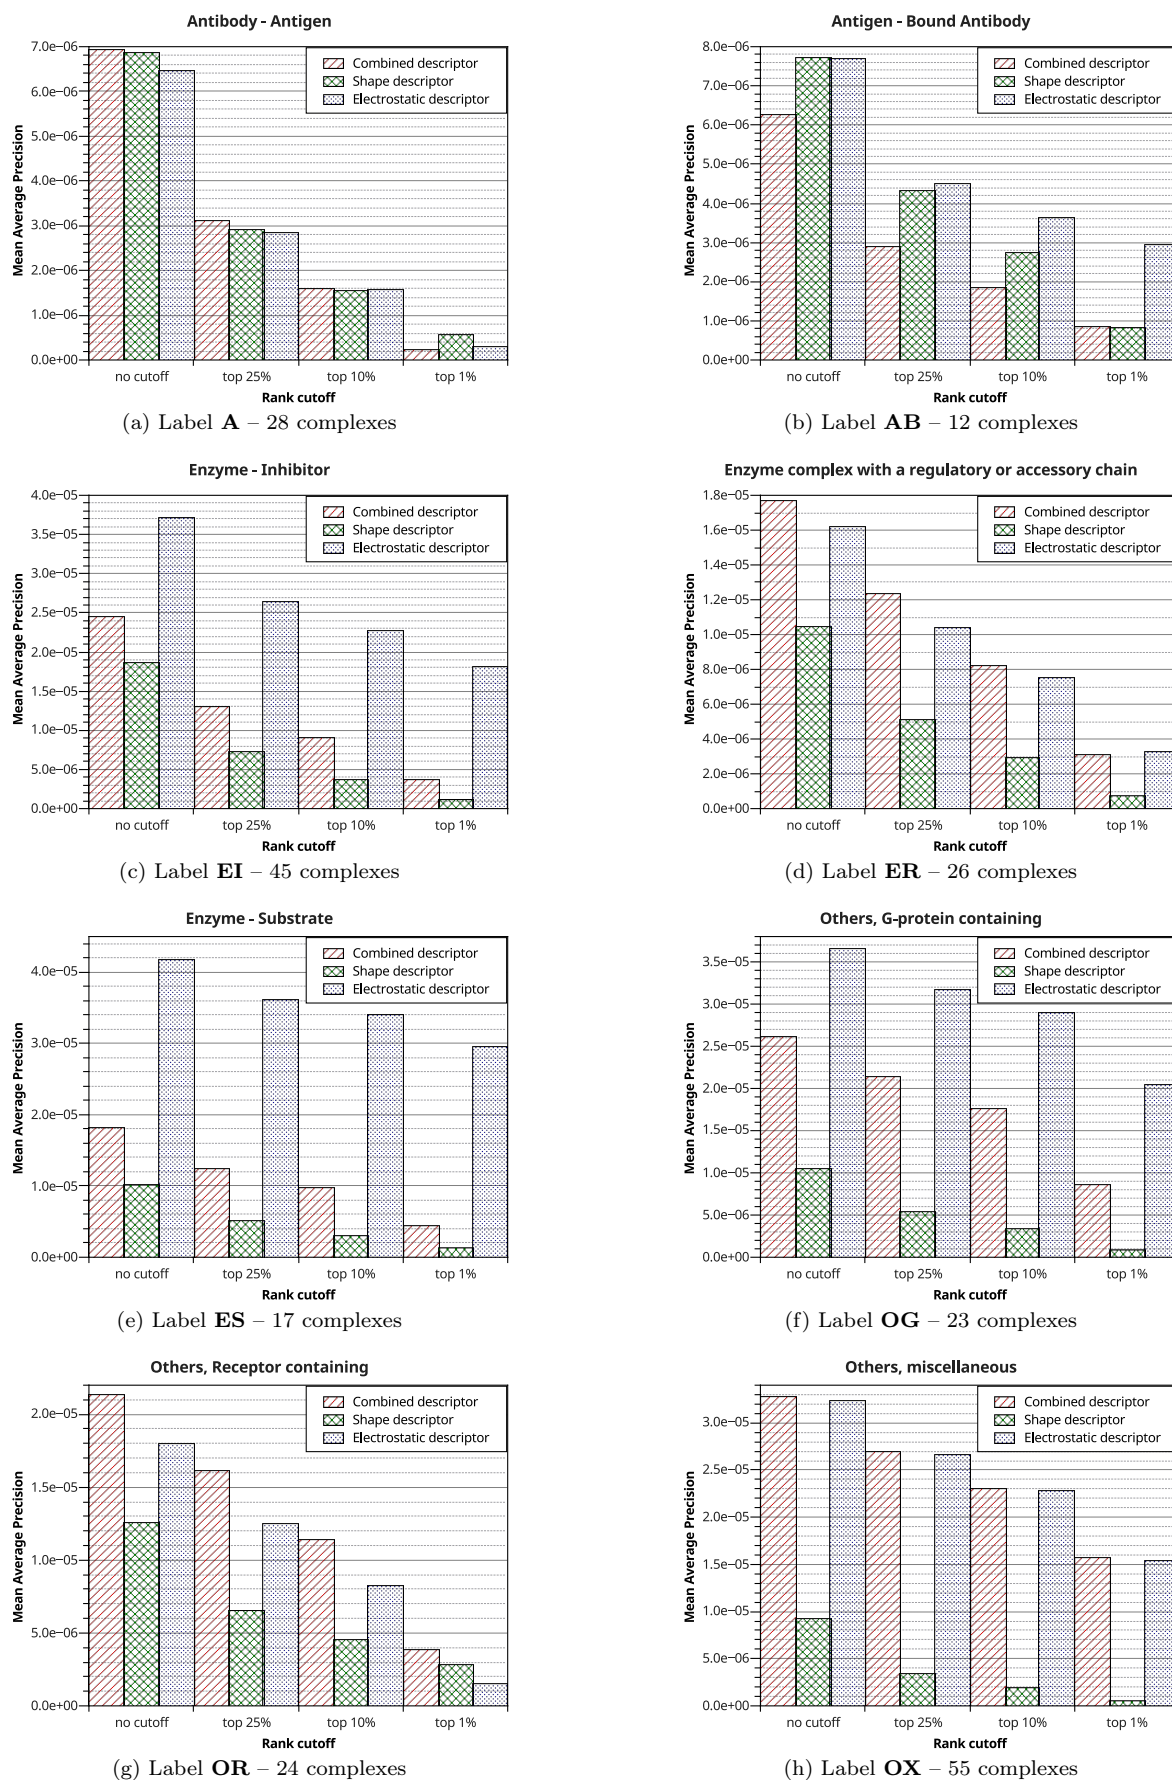 Antibody - Antigen
Mean Average Precision
7.0e−06
6.0e−06
5.0e−06
4.0e−06
3.0e−06
2.0e−06
1.0e−06
0.0e+00
Combined descriptor
Shape descriptor
Electrostatic descriptor
no cutoff
top 25%
top 10%
top 1%
Rank cutoff
(a) Label A – 28 complexes
Antigen - Bound Antibody
Mean Average Precision
8.0e−06
7.0e−06
6.0e−06
5.0e−06
4.0e−06
3.0e−06
2.0e−06
1.0e−06
0.0e+00
Combined descriptor
Shape descriptor
Electrostatic descriptor
no cutoff
top 25%
top 10%
top 1%
Rank cutoff
(b) Label AB – 12 complexes
Enzyme - Inhibitor
Mean Average Precision
4.0e−05
3.5e−05
3.0e−05
2.5e−05
2.0e−05
1.5e−05
1.0e−05
5.0e−06
0.0e+00
Combined descriptor
Shape descriptor
Electrostatic descriptor
no cutoff
top 25%
top 10%
top 1%
Rank cutoff
(c) Label EI – 45 complexes
Enzyme complex with a regulatory or accessory chain
Mean Average Precision
1.8e−05
1.6e−05
1.4e−05
1.2e−05
1.0e−05
8.0e−06
6.0e−06
4.0e−06
2.0e−06
0.0e+00
Combined descriptor
Shape descriptor
Electrostatic descriptor
no cutoff
top 25%
top 10%
top 1%
Rank cutoff
(d) Label ER – 26 complexes
Enzyme - Substrate
Mean Average Precision
4.0e−05
3.0e−05
2.0e−05
1.0e−05
0.0e+00
Combined descriptor
Shape descriptor
Electrostatic descriptor
no cutoff
top 25%
top 10%
top 1%
Rank cutoff
(e) Label ES – 17 complexes
Others, G-protein containing
Mean Average Precision
3.5e−05
3.0e−05
2.5e−05
2.0e−05
1.5e−05
1.0e−05
5.0e−06
0.0e+00
Combined descriptor
Shape descriptor
Electrostatic descriptor
no cutoff
top 25%
top 10%
top 1%
Rank cutoff
(f) Label OG – 23 complexes
Others, Receptor containing
Mean Average Precision
2.0e−05
1.5e−05
1.0e−05
5.0e−06
0.0e+00
Combined descriptor
Shape descriptor
Electrostatic descriptor
no cutoff
top 25%
top 10%
top 1%
Rank cutoff
(g) Label OR – 24 complexes
Others, miscellaneous
Mean Average Precision
3.0e−05
2.5e−05
2.0e−05
1.5e−05
1.0e−05
5.0e−06
0.0e+00
Combined descriptor
Shape descriptor
Electrostatic descriptor
no cutoff
top 25%
top 10%
top 1%
Rank cutoff
(h) Label OX – 55 complexes